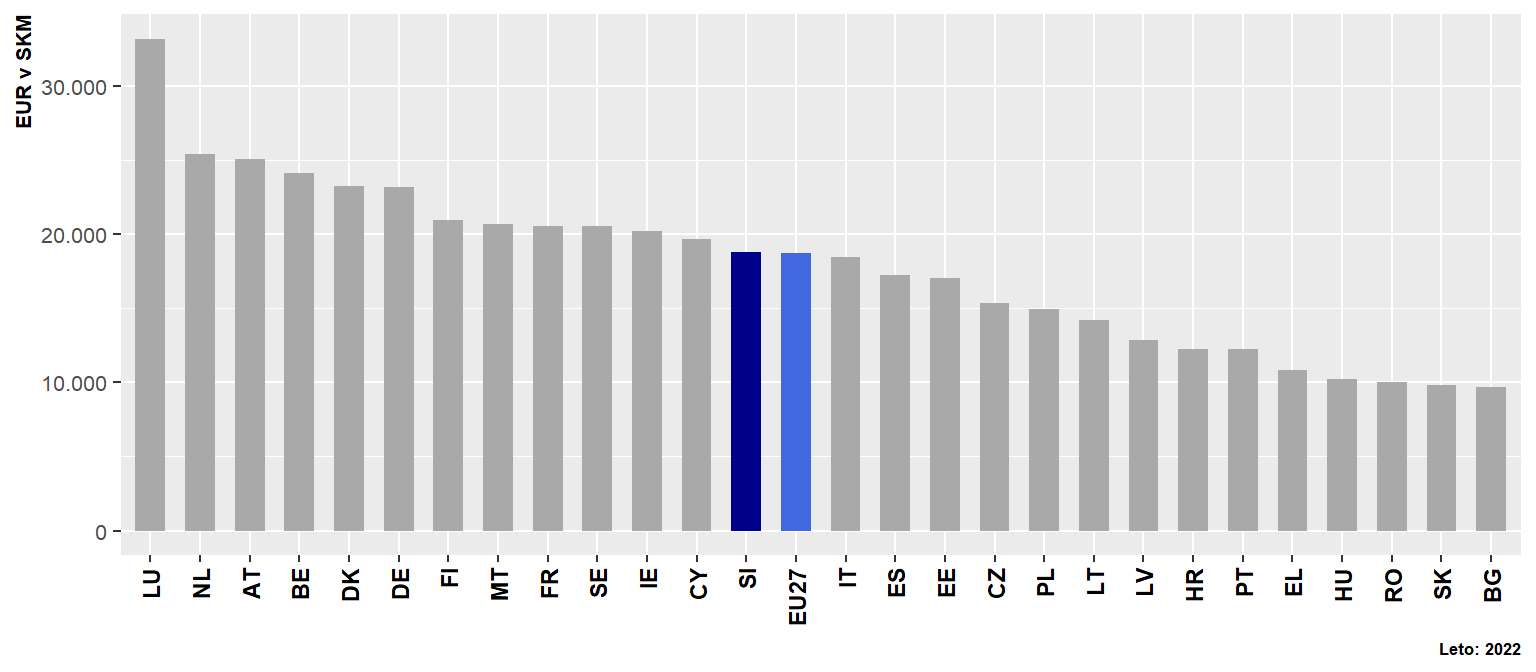 EUR v SKM
30.000
20.000
10.000
0
LU NL AT BE DK DE FI MT FR SE IE CY SI EU27 IT ES EE CZ PL LT LV HR PT EL HU RO SK BG
Leto: 2022